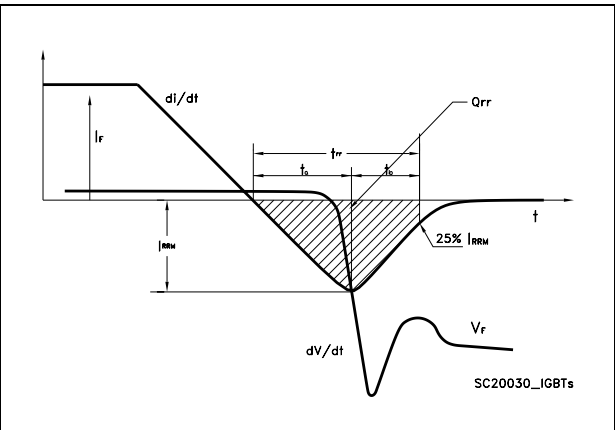 di/dt
Qrr
IF
trr
ta
tb
t
IRRM
25% IRRM
VF
dV/dt
SC20030_IGBTs